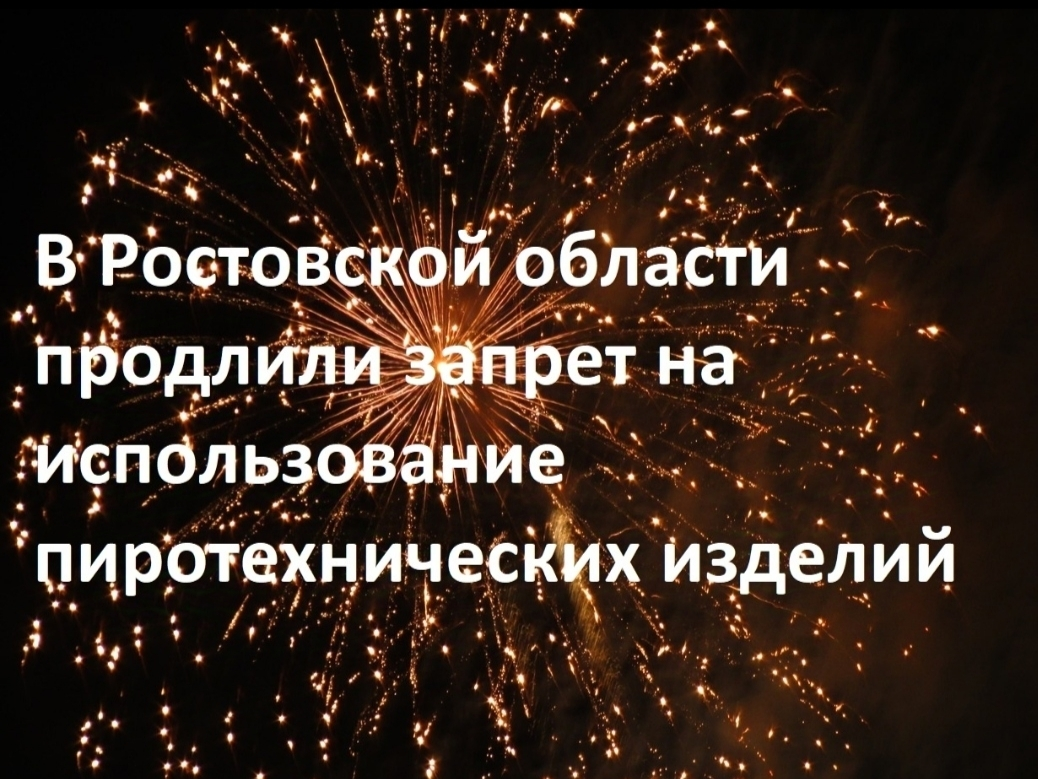 В Ростовской области
продлили запрет на
использование
пиротехнических изделий